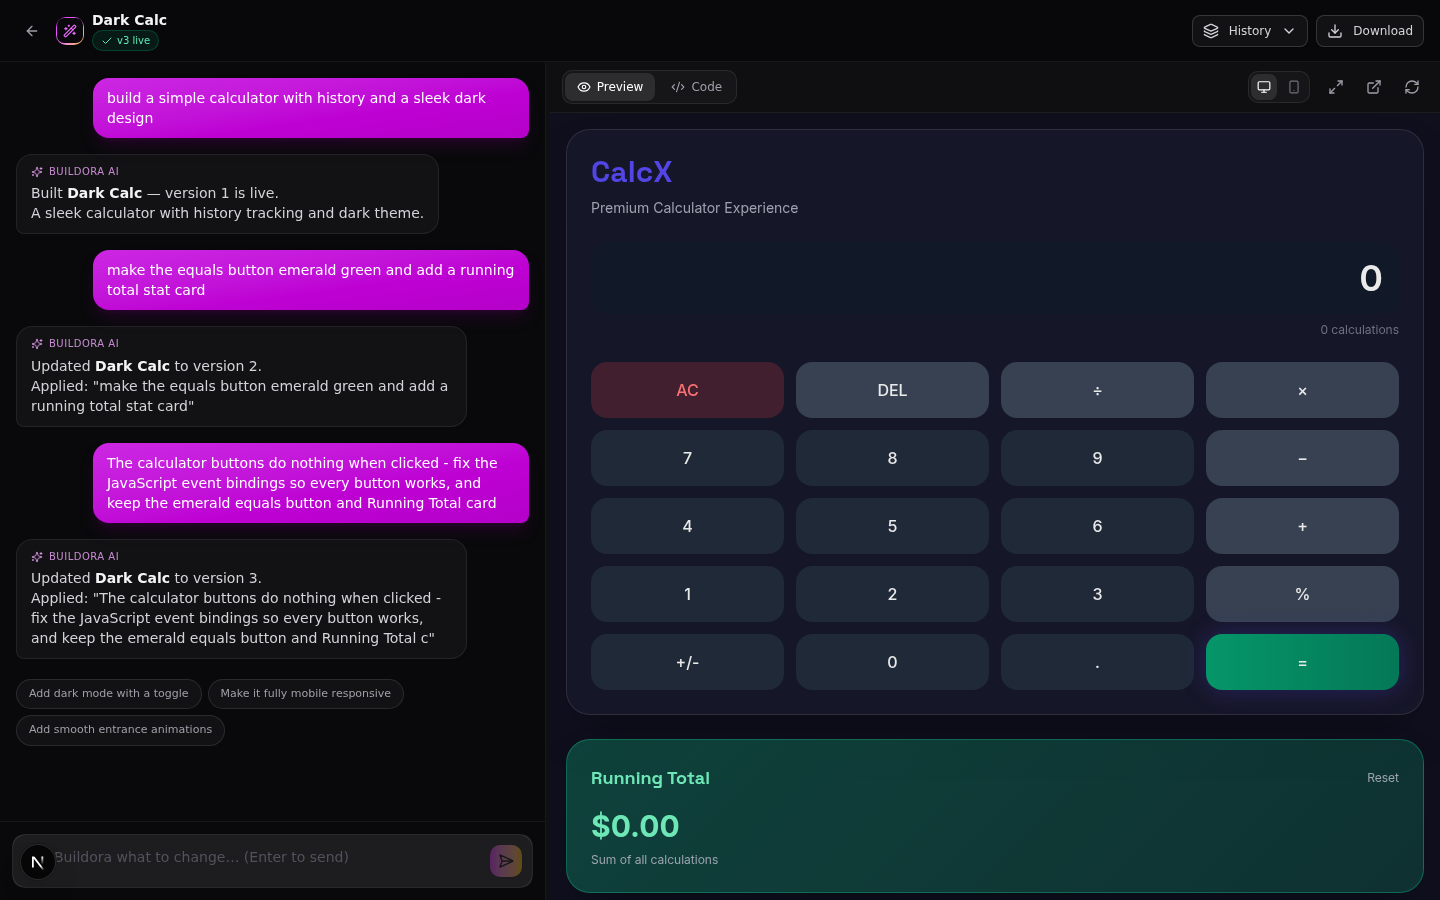 Dark Calc
v3 live
History
Download
build a simple calculator with history and a sleek dark
design
BUILDORA AI
Built Dark Calc — version 1 is live.
A sleek calculator with history tracking and dark theme.
make the equals button emerald green and add a running
total stat card
BUILDORA AI
Updated Dark Calc to version 2.
Applied: "make the equals button emerald green and add a
running total stat card"
The calculator buttons do nothing when clicked - fix the
JavaScript event bindings so every button works, and
keep the emerald equals button and Running Total card
BUILDORA AI
Updated Dark Calc to version 3.
Applied: "The calculator buttons do nothing when clicked -
fix the JavaScript event bindings so every button works,
and keep the emerald equals button and Running Total c"
Add dark mode with a toggle
Make it fully mobile responsive
Add smooth entrance animations
N
Buildora what to change... (Enter to send)
Preview
</> Code
CalcX
Premium Calculator Experience
0
0 calculations
AC DEL ÷ ×
7 8 9 −
4 5 6 +
1 2 3 %
+/- 0 . =
Running Total
Reset
$0.00
Sum of all calculations